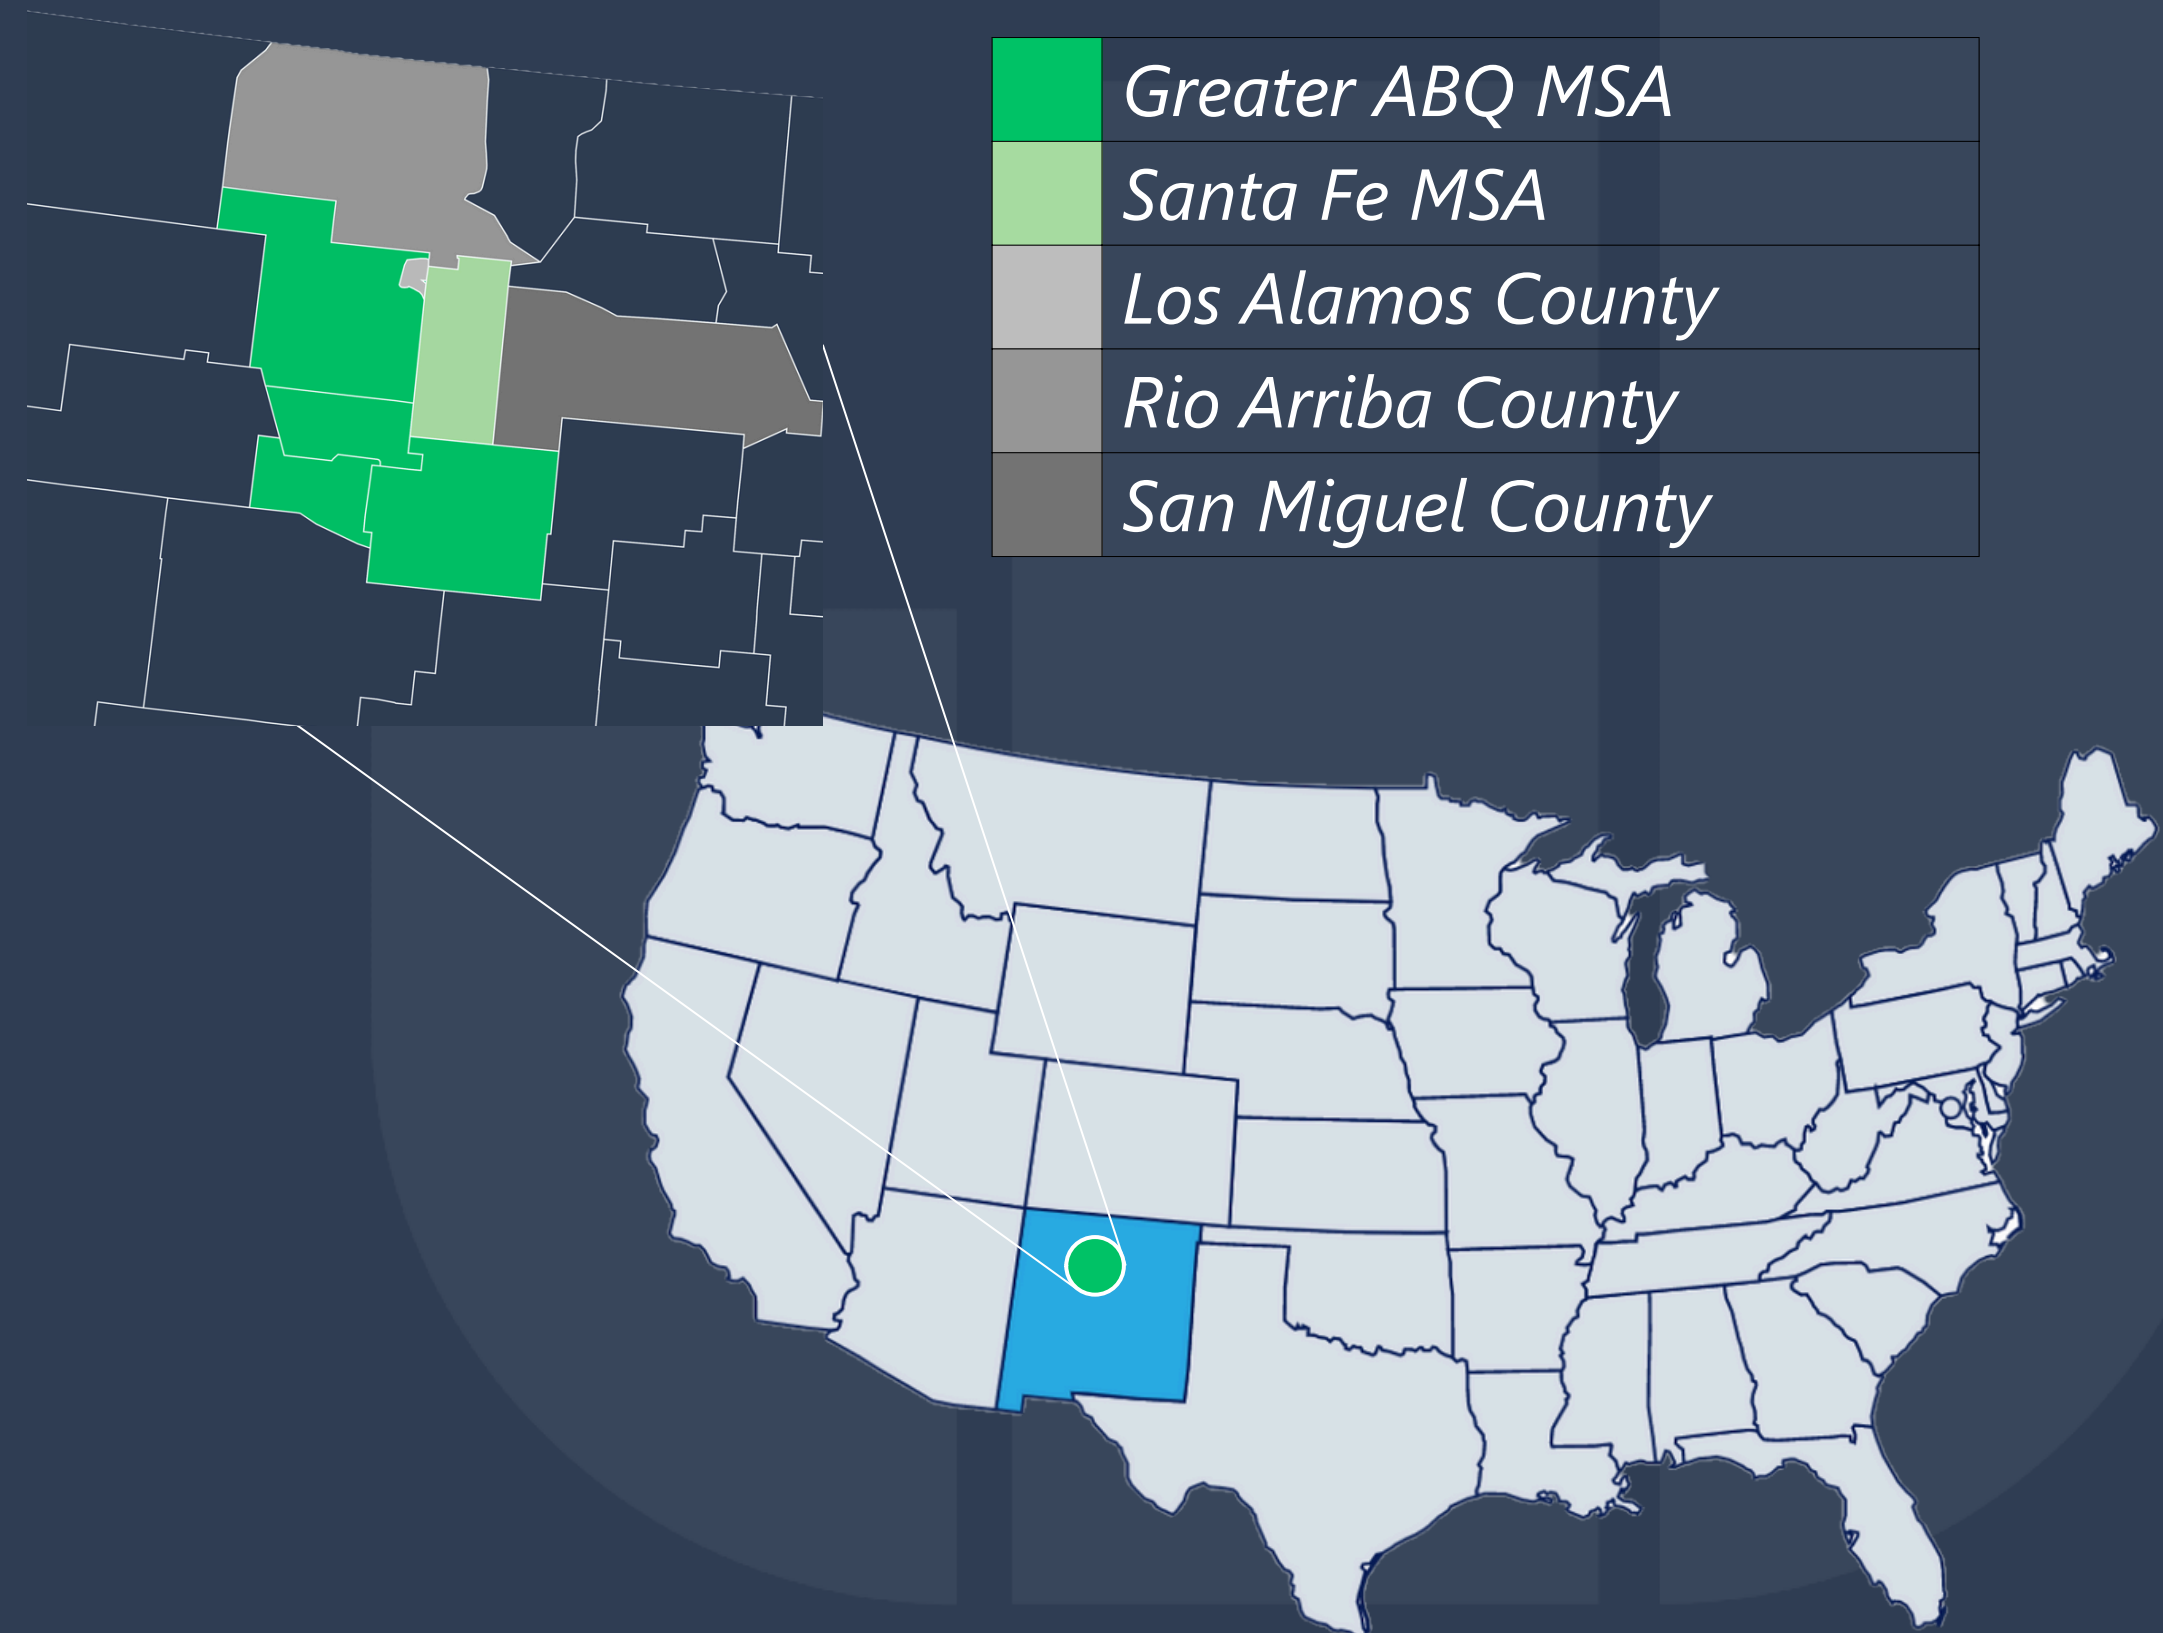 Greater ABQ MSA
Santa Fe MSA
Los Alamos County
Rio Arriba County
San Miguel County